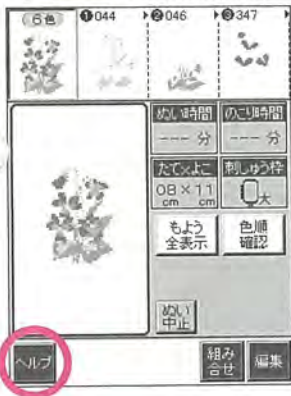 (6色) ❶044 ❷046 ❸347
ぬい時間 のこり時間
--- 分 --- 分
たて×よこ 刺しゅう枠
08×11 大
cm cm
もよう 色順
全表示 確認
ぬい
中止
ヘルプ 組み 編集
合せ